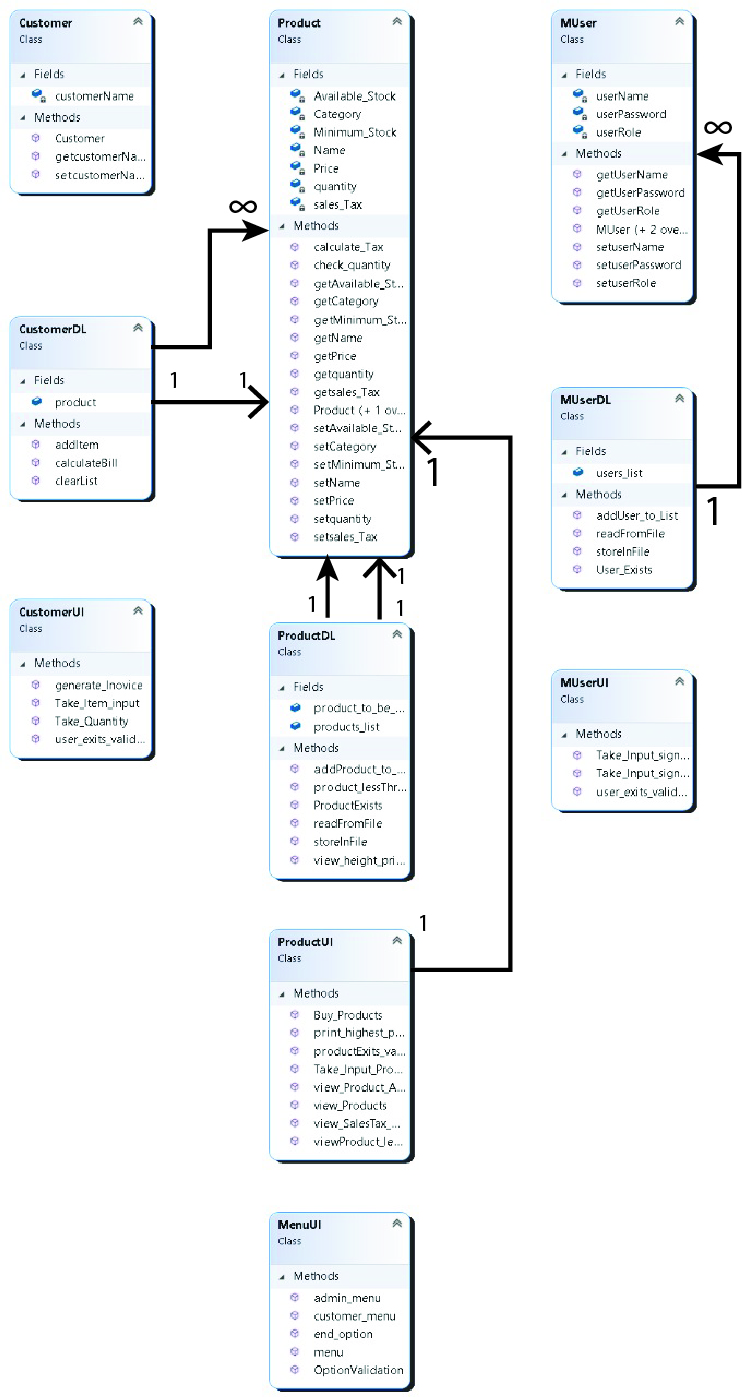 Customer
Class
Fields
customerName
Methods
Customer
getcustomerNa...
setcustomerNa...
Product
Class
Fields
Available_Stock
Category
Minimum_Stock
Name
Price
quantity
sales_Tax
Methods
calculate_Tax
check_quantity
getAvailable_St...
getCategory
getMinimum_St...
getName
getPrice
getquantity
getsales_Tax
Product (+ 1 ov...
setAvailable_St...
setCategory
setMinimum_St...
setName
setPrice
setquantity
setsales_Tax
MUser
Class
Fields
userName
userPassword
userRole
Methods
getUserName
getUserPassword
getUserRole
MUser (+ 2 ove...
setuserName
setuserPassword
setuserRole
∞
∞
CustomerDL
Class
Fields
product
Methods
addItem
calculateBill
clearList
1
1
1
MUserDL
Class
Fields
users_list
Methods
addUser_to_List
readFromFile
storeInFile
User_Exists
1
CustomerUI
Class
Methods
generate_Inovice
Take_Item_input
Take_Quantity
user_exits_valid...
1
1
1
ProductDL
Class
Fields
product_to_be_...
products_list
Methods
addProduct_to_...
product_lessThr...
ProductExists
readFromFile
storeInFile
view_height_pri...
MUserUI
Class
Methods
Take_Input_sign...
Take_Input_sign...
user_exits_valid...
1
ProductUI
Class
Methods
Buy_Products
print_highest_p...
productExits_va...
Take_Input_Pro...
view_Product_A...
view_Products
view_SalesTax_...
viewProduct_le...
MenuUI
Class
Methods
admin_menu
customer_menu
end_option
menu
OptionValidation